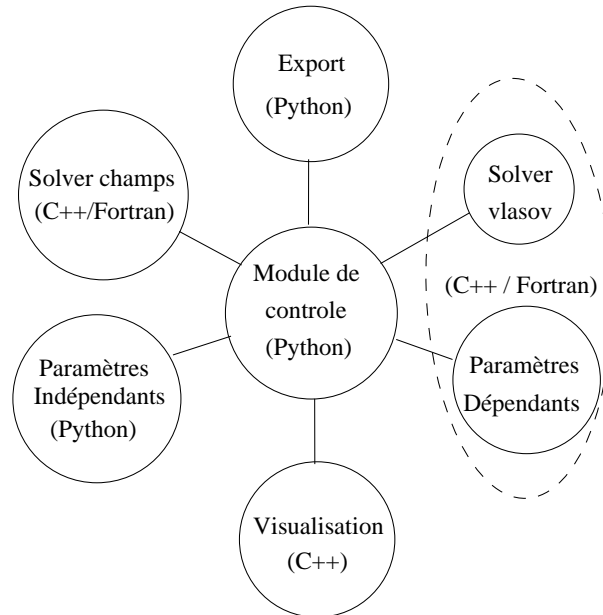 Export
(Python)
Solver champs
(C++/Fortran)
Solver
vlasov
Module de
controle
(Python)
(C++ / Fortran)
Paramètres
Indépendants
(Python)
Paramètres
Dépendants
Visualisation
(C++)